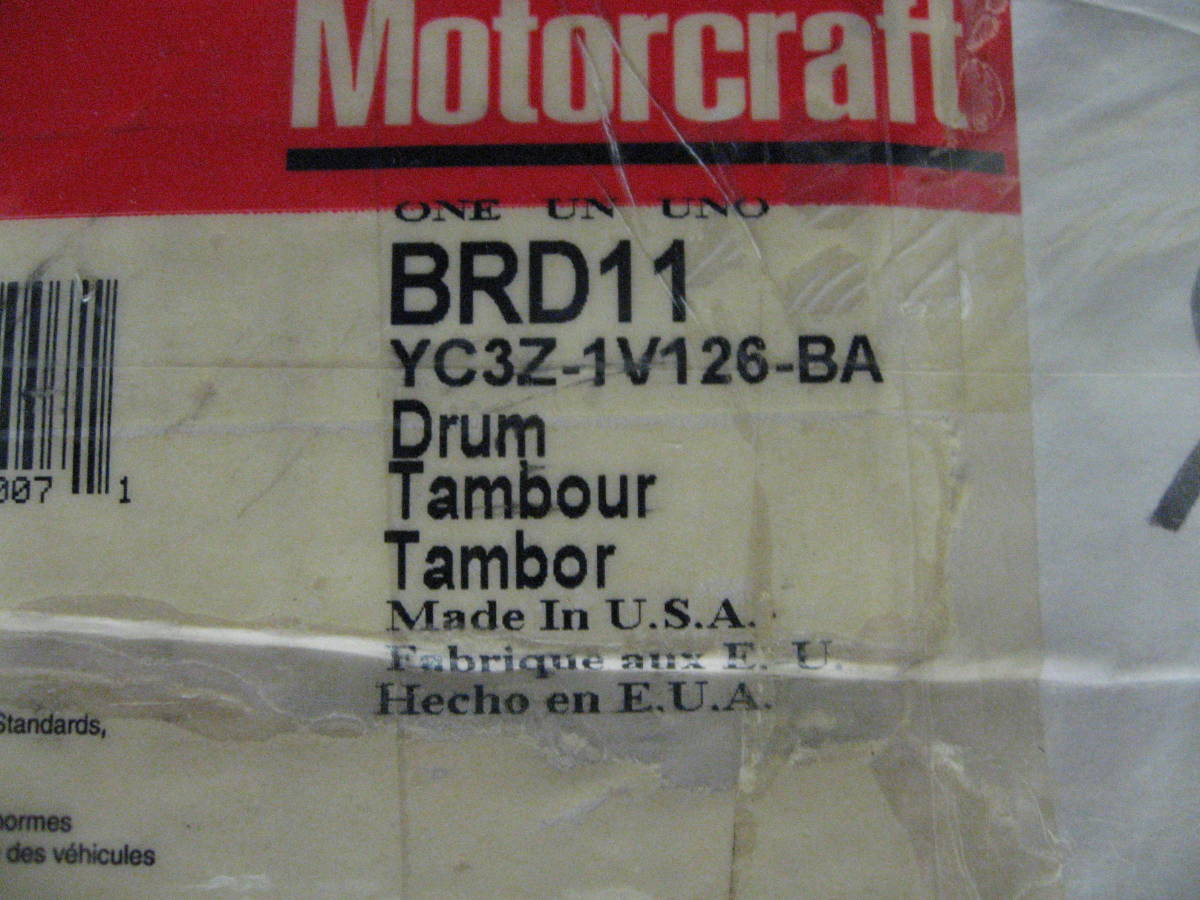 Motorcraft
ONE UN UNO
BRD11
YC3Z-1V126-BA
Drum
Tambour
Tambor
Made In U.S.A.
Fabrique aux E. U.
Hecho en E.U.A.
007 1
Standards,
normes
des véhicules